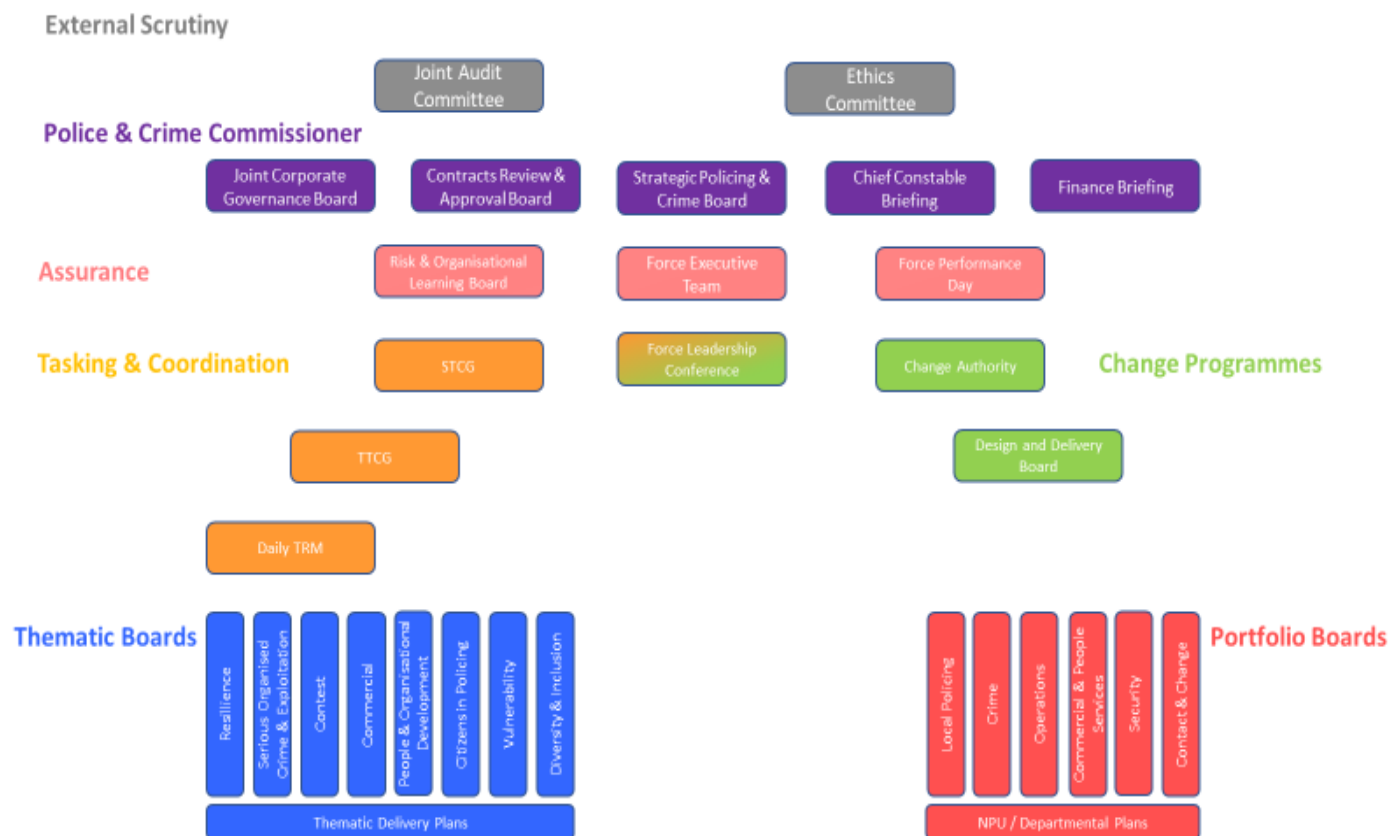 External Scrutiny
Joint Audit
Committee
Ethics
Committee
Police & Crime Commissioner
Joint Corporate
Governance Board
Contracts Review &
Approval Board
Strategic Policing &
Crime Board
Chief Constable
Briefing
Finance Briefing
Assurance
Risk & Organisational
Learning Board
Force Executive
Team
Force Performance
Day
Tasking & Coordination
STCG
Force Leadership
Conference
Change Authority
Change Programmes
TTCG
Design and Delivery
Board
Daily TRM
Thematic Boards
Resillience
Serious Organised
Crime & Exploitation
Contest
Commercial
People & Organisational
Development
Citizens in Policing
Vulnerability
Diversity & Inclusion
Thematic Delivery Plans
Local Policing
Crime
Operations
Commercial & People
Services
Security
Contact & Change
Portfolio Boards
NPU / Departmental Plans